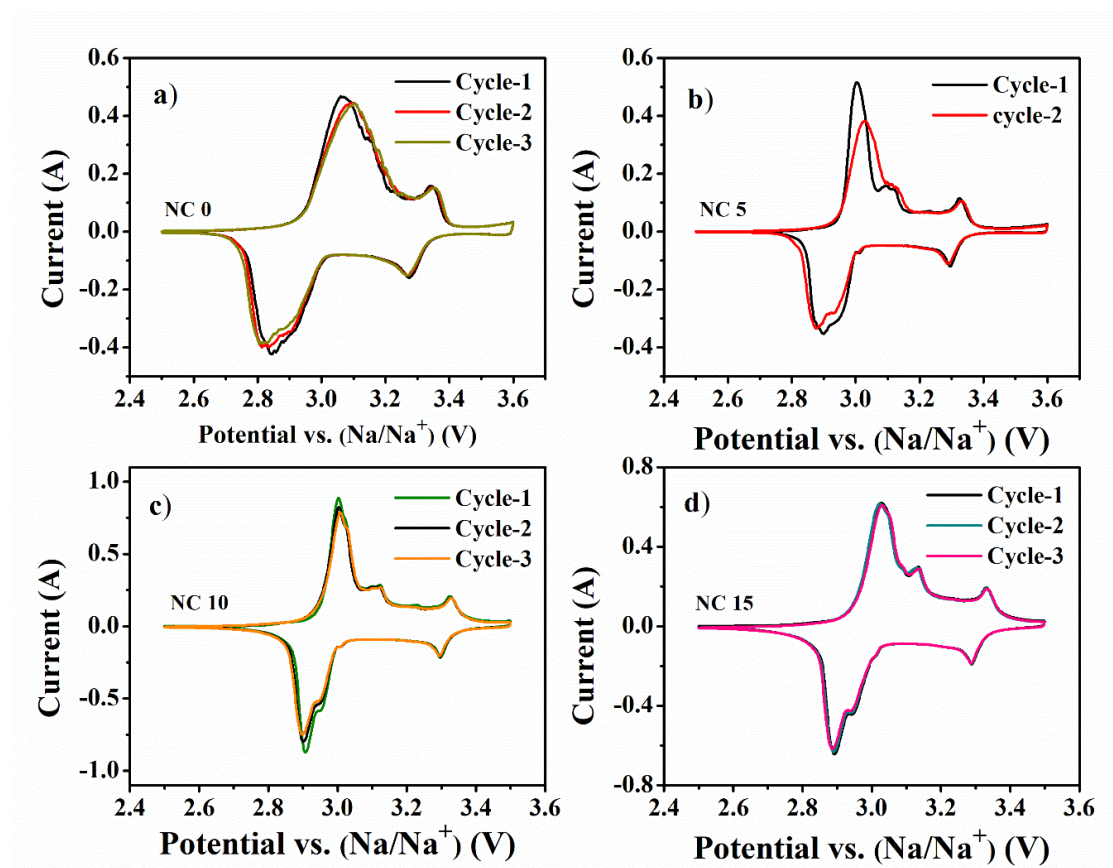 a)
Cycle-1
Cycle-2
Cycle-3
NC 0
0.6
0.4
0.2
0.0
-0.2
-0.4
2.4 2.6 2.8 3.0 3.2 3.4 3.6
Current (A)
Potential vs. (Na/Na⁺) (V)
b)
Cycle-1
cycle-2
NC 5
0.6
0.4
0.2
0.0
-0.2
-0.4
2.4 2.6 2.8 3.0 3.2 3.4 3.6
Current (A)
Potential vs. (Na/Na⁺) (V)
c)
Cycle-1
Cycle-2
Cycle-3
NC 10
1.0
0.5
0.0
-0.5
-1.0
2.4 2.6 2.8 3.0 3.2 3.4 3.6
Current (A)
Potential vs. (Na/Na⁺) (V)
d)
Cycle-1
Cycle-2
Cycle-3
NC 15
0.8
0.4
0.0
-0.4
-0.8
2.4 2.6 2.8 3.0 3.2 3.4 3.6
Current (A)
Potential vs. (Na/Na⁺) (V)